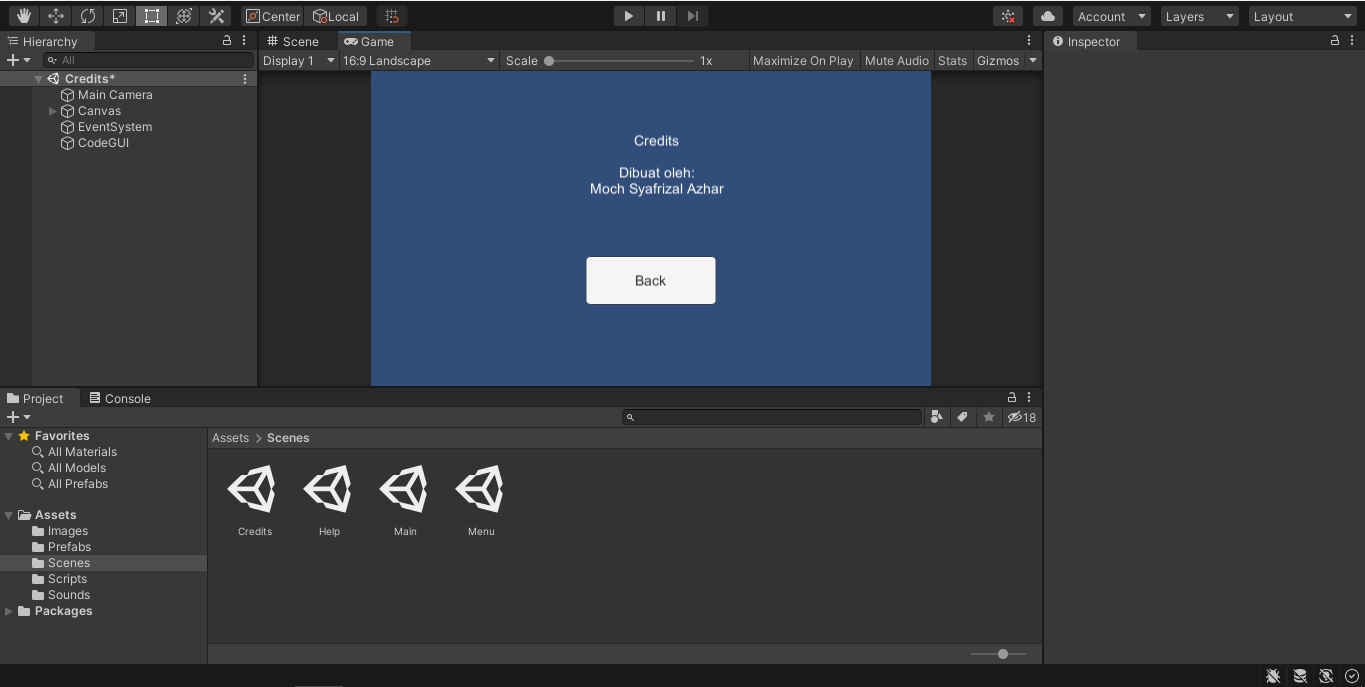 Center
Local
Account
Layers
Layout
Hierarchy
All
Credits*
Main Camera
Canvas
EventSystem
CodeGUI
Scene
Game
Display 1
16:9 Landscape
Scale
1x
Maximize On Play
Mute Audio
Stats
Gizmos
Credits
Dibuat oleh:
Moch Syafrizal Azhar
Back
Inspector
Project
Console
18
Favorites
All Materials
All Models
All Prefabs
Assets
Images
Prefabs
Scenes
Scripts
Sounds
Packages
Assets > Scenes
Credits
Help
Main
Menu